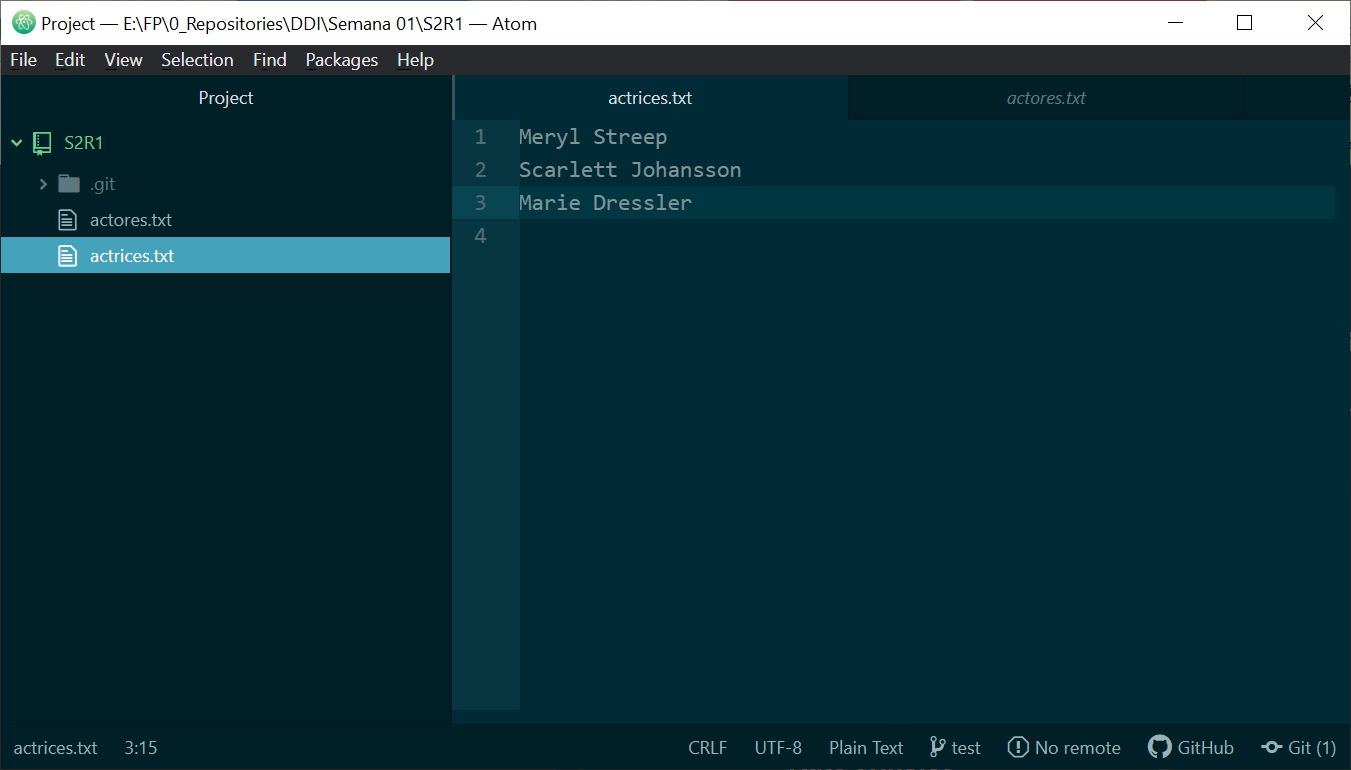 Project — E:\FP\0_Repositories\DDI\Semana 01\S2R1 — Atom
File Edit View Selection Find Packages Help
Project
actrices.txt
actores.txt
S2R1
.git
actores.txt
actrices.txt
1 Meryl Streep
2 Scarlett Johansson
3 Marie Dressler
4
actrices.txt 3:15 CRLF UTF-8 Plain Text test No remote GitHub Git (1)